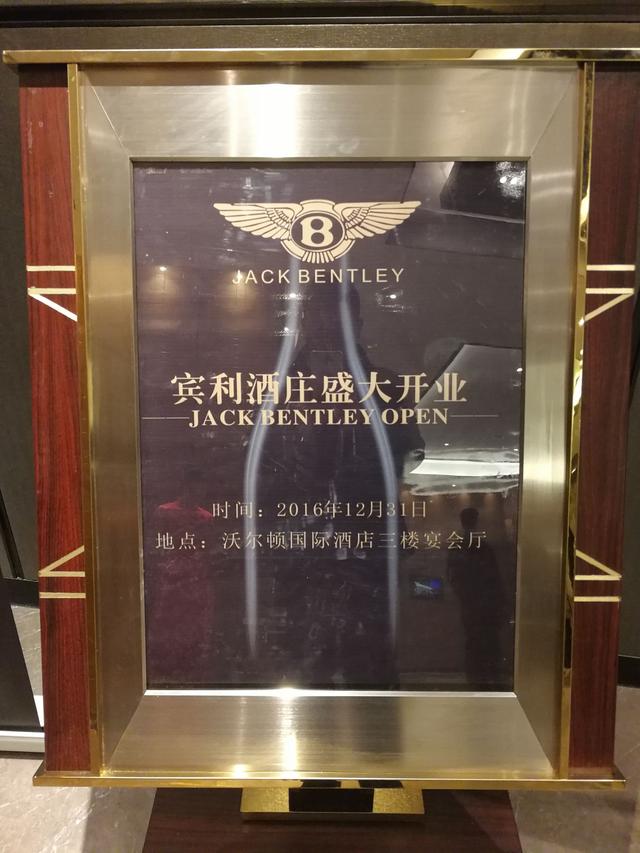 B
JACK BENTLEY
宾利酒庄盛大开业
JACK BENTLEY OPEN
时间：2016年12月31日
地点：沃尔顿国际酒店三楼宴会厅